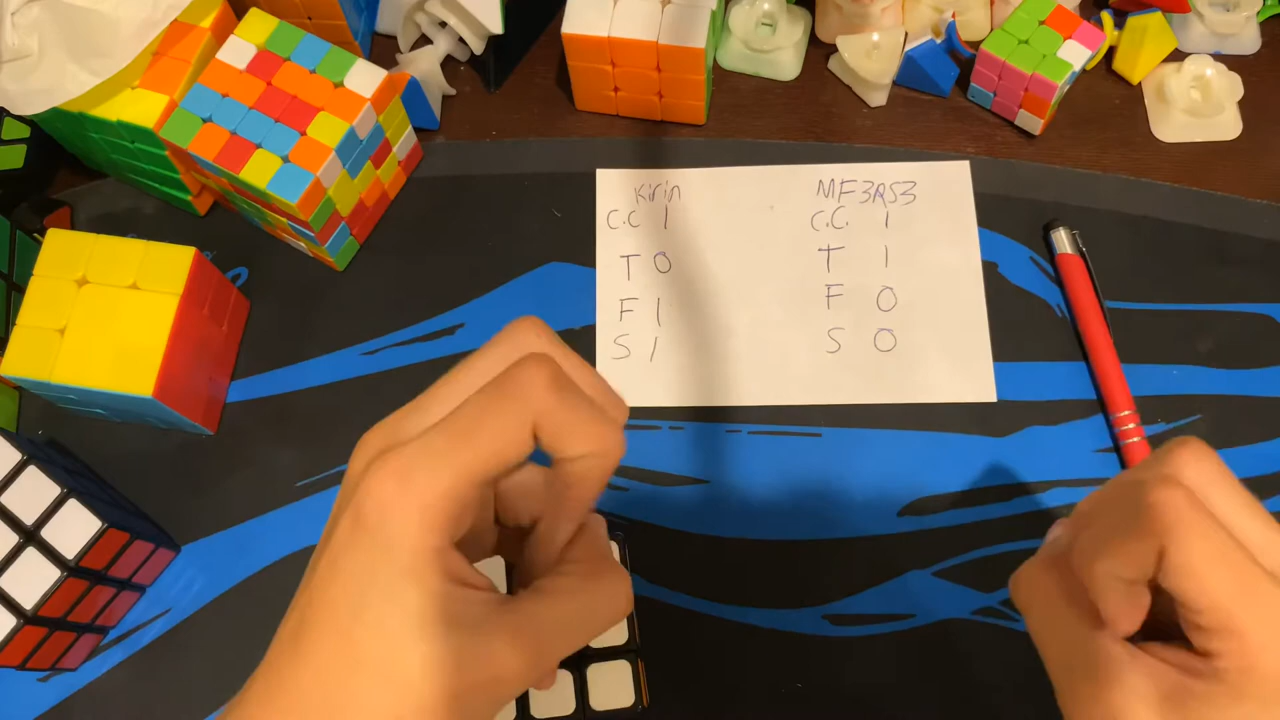 Kirin
C.C 1
T 0
F 1
S 1
MF3RS3
C.C. 1
T 1
F 0
S 0